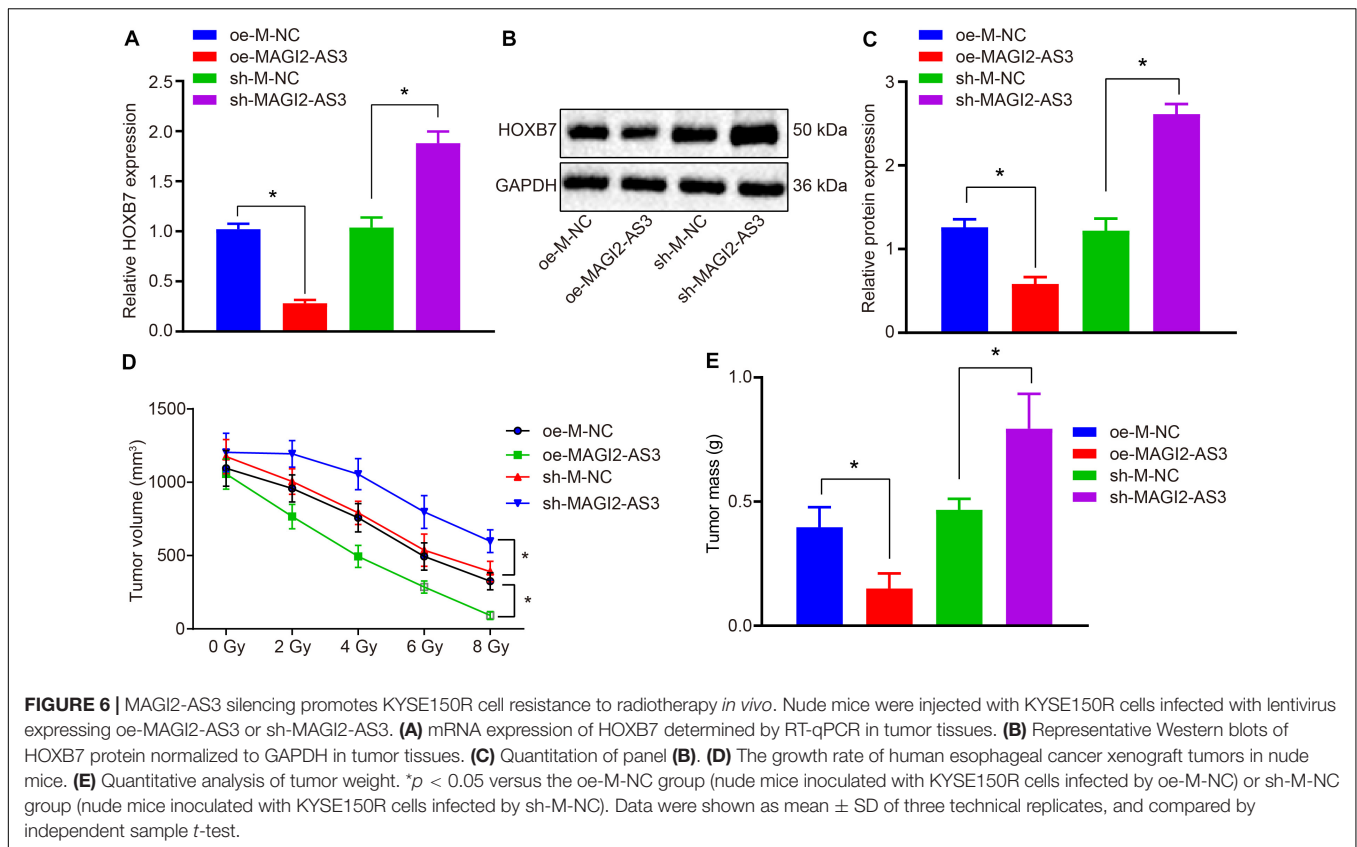 A
oe-M-NC
oe-MAGI2-AS3
sh-M-NC
sh-MAGI2-AS3
Relative HOXB7 expression
2.5
2.0
1.5
1.0
0.5
0.0
*
*
B
HOXB7
50 kDa
GAPDH
36 kDa
oe-M-NC
oe-MAGI2-AS3
sh-M-NC
sh-MAGI2-AS3
C
oe-M-NC
oe-MAGI2-AS3
sh-M-NC
sh-MAGI2-AS3
Relative protein expression
3
2
1
0
*
*
D
Tumor volume (mm³)
1500
1000
500
0
0 Gy
2 Gy
4 Gy
6 Gy
8 Gy
oe-M-NC
oe-MAGI2-AS3
sh-M-NC
sh-MAGI2-AS3
*
*
E
Tumor mass (g)
1.0
0.5
0.0
*
*
oe-M-NC
oe-MAGI2-AS3
sh-M-NC
sh-MAGI2-AS3
FIGURE 6 | MAGI2-AS3 silencing promotes KYSE150R cell resistance to radiotherapy in vivo. Nude mice were injected with KYSE150R cells infected with lentivirus
expressing oe-MAGI2-AS3 or sh-MAGI2-AS3. (A) mRNA expression of HOXB7 determined by RT-qPCR in tumor tissues. (B) Representative Western blots of
HOXB7 protein normalized to GAPDH in tumor tissues. (C) Quantitation of panel (B). (D) The growth rate of human esophageal cancer xenograft tumors in nude
mice. (E) Quantitative analysis of tumor weight. *p < 0.05 versus the oe-M-NC group (nude mice inoculated with KYSE150R cells infected by oe-M-NC) or sh-M-NC
group (nude mice inoculated with KYSE150R cells infected by sh-M-NC). Data were shown as mean ± SD of three technical replicates, and compared by
independent sample t-test.